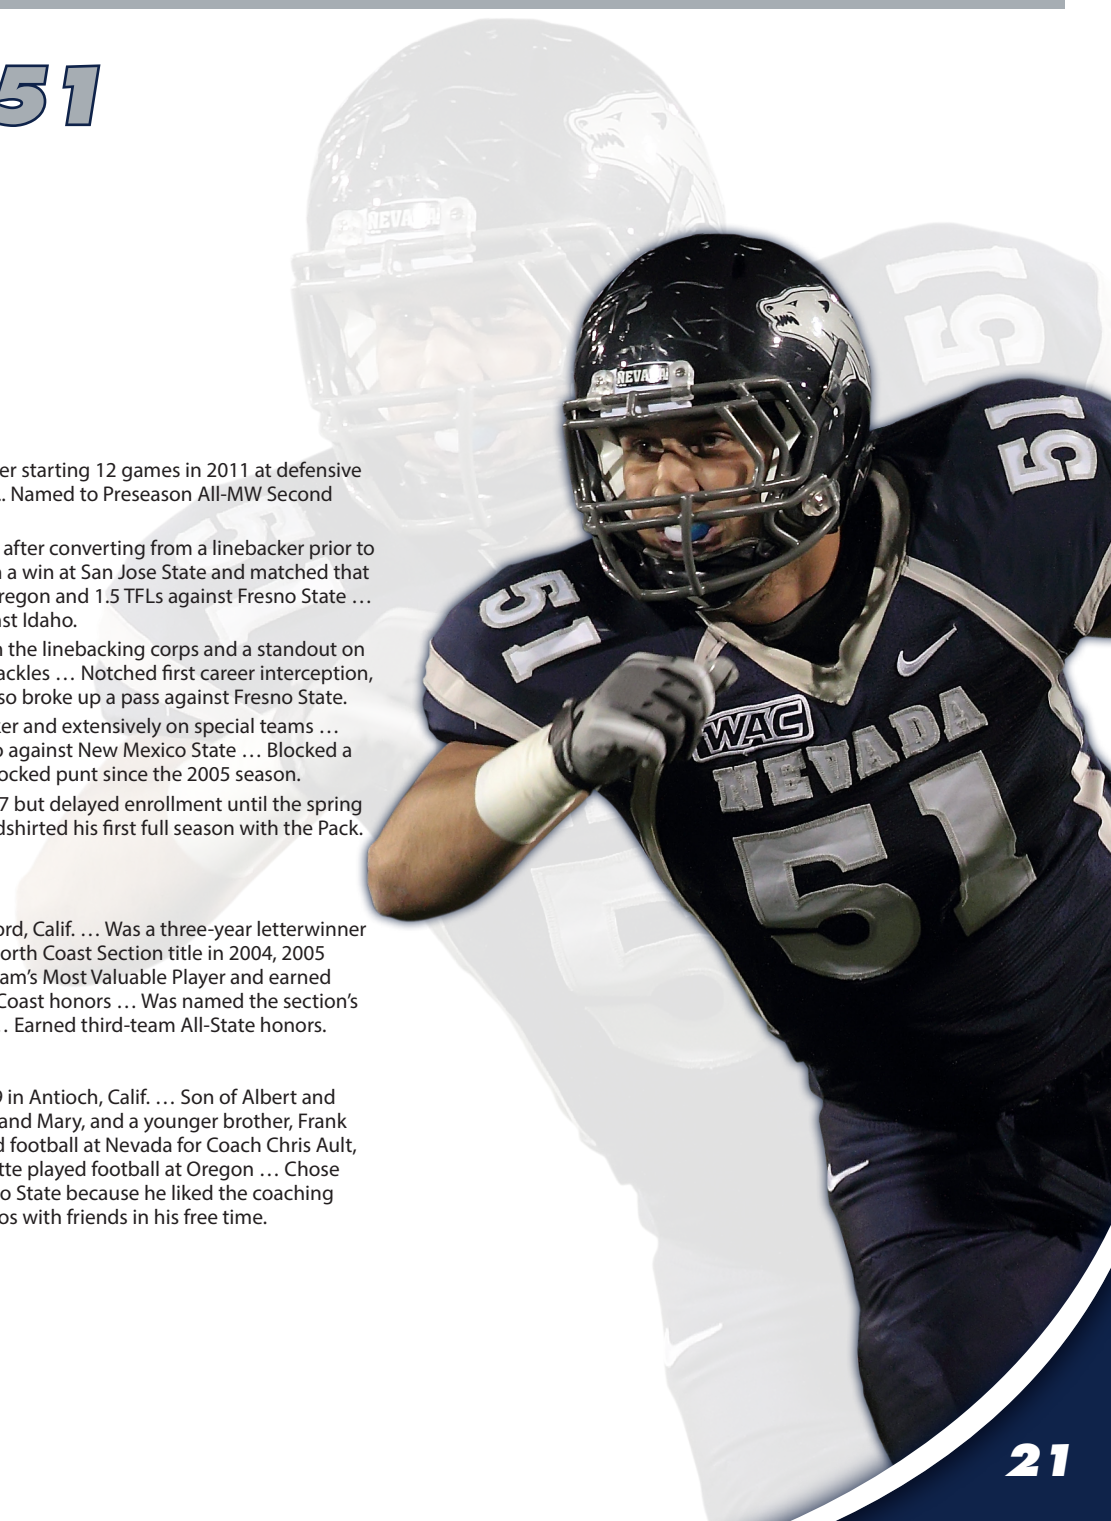 51
er starting 12 games in 2011 at defensive
.. Named to Preseason All-MW Second
after converting from a linebacker prior to
a win at San Jose State and matched that
regon and 1.5 TFLs against Fresno State …
st Idaho.
n the linebacking corps and a standout on
ackles … Notched first career interception,
so broke up a pass against Fresno State.
er and extensively on special teams …
o against New Mexico State … Blocked a
ocked punt since the 2005 season.
7 but delayed enrollment until the spring
dshirted his first full season with the Pack.
ord, Calif. … Was a three-year letterwinner
orth Coast Section title in 2004, 2005
am’s Most Valuable Player and earned
Coast honors … Was named the section’s
.. Earned third-team All-State honors.
9 in Antioch, Calif. … Son of Albert and
and Mary, and a younger brother, Frank
d football at Nevada for Coach Chris Ault,
tte played football at Oregon … Chose
o State because he liked the coaching
os with friends in his free time.
NEVADA
51
NEVADA
51
51
WAC
NEVADA
51
21